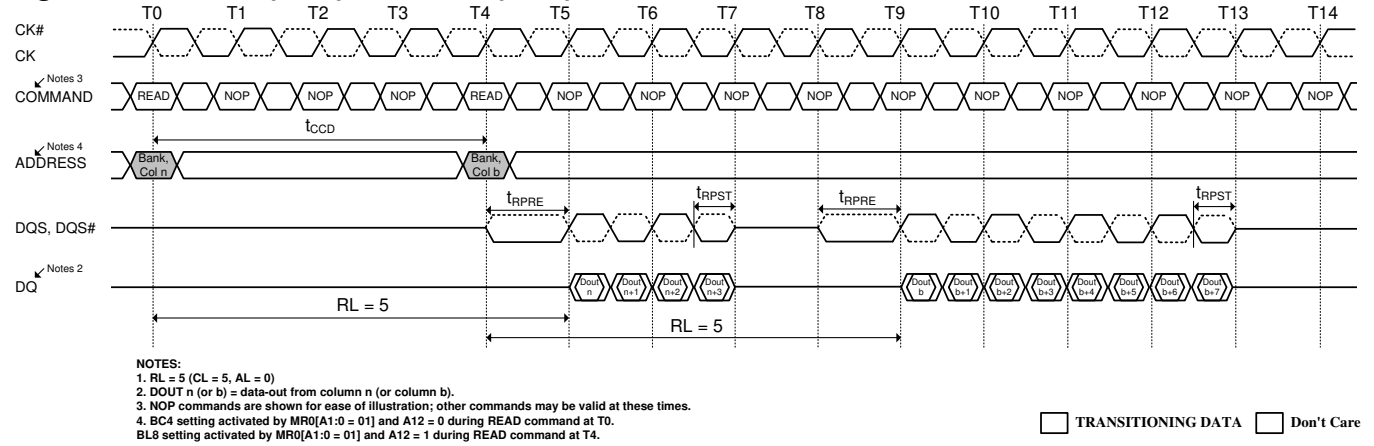 T0 T1 T2 T3 T4 T5 T6 T7 T8 T9 T10 T11 T12 T13 T14
CK#
CK
Notes 3
COMMAND READ NOP NOP NOP READ NOP NOP NOP NOP NOP NOP NOP NOP NOP NOP
tCCD
Notes 4
ADDRESS
Bank, Col n
Bank, Col b
tRPRE tRPST tRPRE tRPST
DQS, DQS#
Notes 2
DQ
Dout n
Dout n+1
Dout n+2
Dout n+3
Dout b
Dout b+1
Dout b+2
Dout b+3
Dout b+4
Dout b+5
Dout b+6
Dout b+7
RL = 5
RL = 5
NOTES:
1. RL = 5 (CL = 5, AL = 0)
2. DOUT n (or b) = data-out from column n (or column b).
3. NOP commands are shown for ease of illustration; other commands may be valid at these times.
4. BC4 setting activated by MR0[A1:0 = 01] and A12 = 0 during READ command at T0.
BL8 setting activated by MR0[A1:0 = 01] and A12 = 1 during READ command at T4.
TRANSITIONING DATA Don't Care